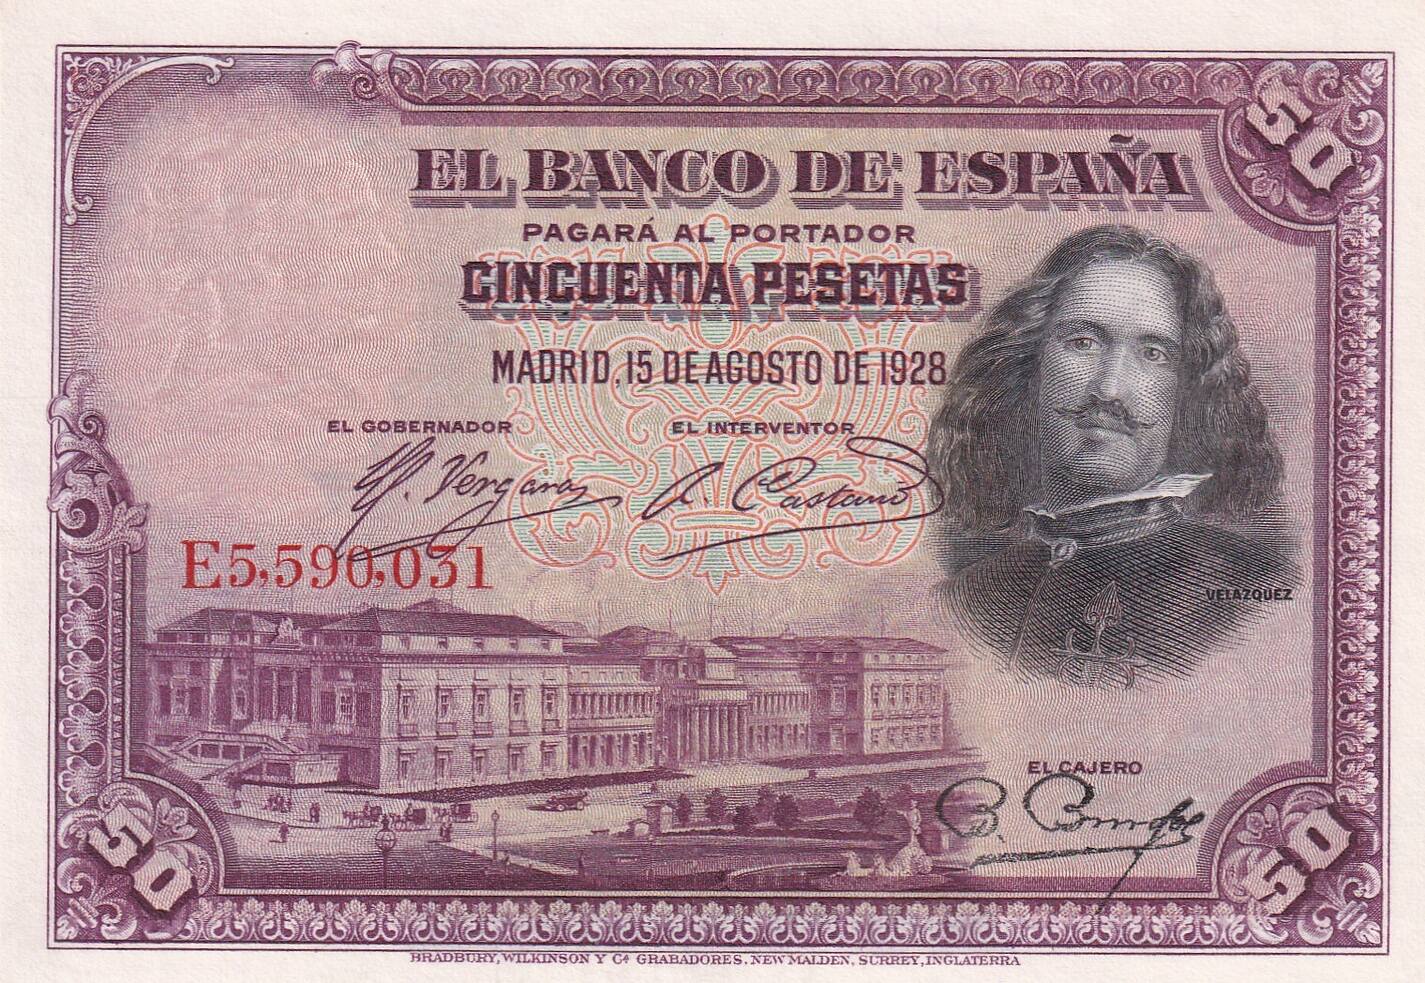 50
EL BANCO DE ESPAÑA
PAGARÁ AL PORTADOR
CINCUENTA PESETAS
MADRID, 15 DE AGOSTO DE 1928
EL GOBERNADOR EL INTERVENTOR
E5,590,031
VELAZQUEZ
EL CAJERO
50
50
BRADBURY, WILKINSON Y Cª GRABADORES. NEW MALDEN, SURREY, INGLATERRA